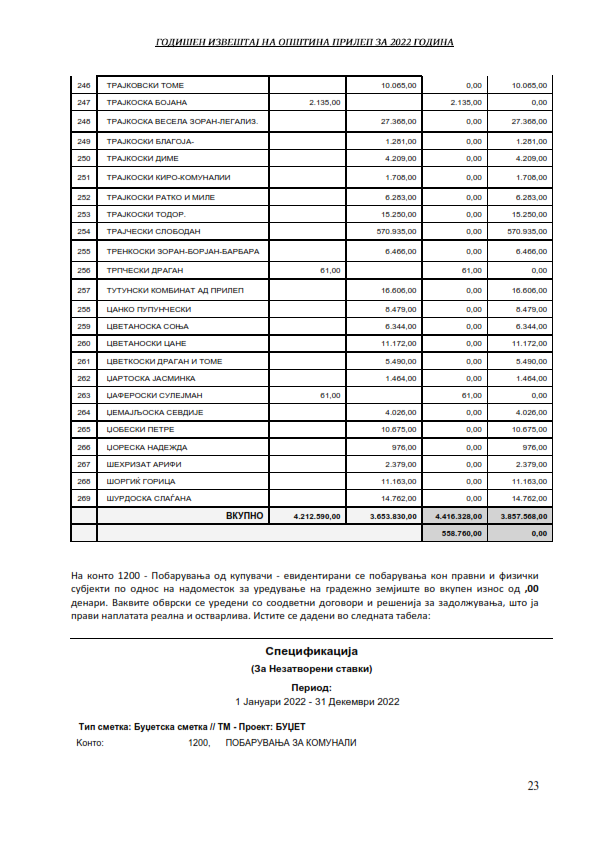 ГОДИШЕН ИЗВЕШТАЈ НА ОПШТИНА ПРИЛЕП ЗА 2022 ГОДИНА
246 ТРАЈКОВСКИ ТОМЕ 10.065,00 0,00 10.065,00
247 ТРАЈКОСКА БОЈАНА 2.135,00 2.135,00 0,00
248 ТРАЈКОСКА ВЕСЕЛА ЗОРАН-ЛЕГАЛИЗ. 27.368,00 0,00 27.368,00
249 ТРАЈКОСКИ БЛАГОЈА- 1.281,00 0,00 1.281,00
250 ТРАЈКОСКИ ДИМЕ 4.209,00 0,00 4.209,00
251 ТРАЈКОСКИ КИРО-КОМУНАЛИИ 1.708,00 0,00 1.708,00
252 ТРАЈКОСКИ РАТКО И МИЛЕ 6.283,00 0,00 6.283,00
253 ТРАЈКОСКИ ТОДОР. 15.250,00 0,00 15.250,00
254 ТРАЈЧЕСКИ СЛОБОДАН 570.935,00 0,00 570.935,00
255 ТРЕНКОСКИ ЗОРАН-БОРЈАН-БАРБАРА 6.466,00 0,00 6.466,00
256 ТРПЧЕСКИ ДРАГАН 61,00 61,00 0,00
257 ТУТУНСКИ КОМБИНАТ АД ПРИЛЕП 16.606,00 0,00 16.606,00
258 ЦАНКО ПУПУНЧЕСКИ 8.479,00 0,00 8.479,00
259 ЦВЕТАНОСКА СОЊА 6.344,00 0,00 6.344,00
260 ЦВЕТАНОСКИ ЦАНЕ 11.172,00 0,00 11.172,00
261 ЦВЕТКОСКИ ДРАГАН И ТОМЕ 5.490,00 0,00 5.490,00
262 ЏАРТОСКА ЈАСМИНКА 1.464,00 0,00 1.464,00
263 ЏАФЕРОСКИ СУЛЕЈМАН 61,00 61,00 0,00
264 ЏЕМАЉОСКА СЕВДИЈЕ 4.026,00 0,00 4.026,00
265 ЏОБЕСКИ ПЕТРЕ 10.675,00 0,00 10.675,00
266 ЏОРЕСКА НАДЕЖДА 976,00 0,00 976,00
267 ШЕХРИЗАТ АРИФИ 2.379,00 0,00 2.379,00
268 ШОРГИЌ ГОРИЦА 11.163,00 0,00 11.163,00
269 ШУРДОСКА СЛАЃАНА 14.762,00 0,00 14.762,00
ВКУПНО 4.212.590,00 3.653.830,00 4.416.328,00 3.857.568,00
558.760,00 0,00
На конто 1200 - Побарувања од купувачи - евидентирани се побарувања кон правни и физички
субјекти по однос на надоместок за уредување на градежно земјиште во вкупен износ од ,00
денари. Ваквите обврски се уредени со соодветни договори и решенија за задолжувања, што ја
прави наплатата реална и остварлива. Истите се дадени во следната табела:
Спецификација
(За Незатворени ставки)
Период:
1 Јануари 2022 - 31 Декември 2022
Тип сметка: Буџетска сметка // ТМ - Проект: БУЏЕТ
Конто: 1200, ПОБАРУВАЊА ЗА КОМУНАЛИ
23